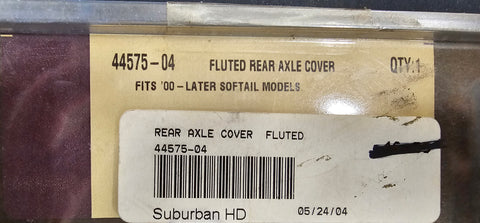 44575-04 FLUTED REAR AXLE COVER QTY:1
FITS '00-LATER SOFTAIL MODELS
REAR AXLE COVER FLUTED
44575-04
Suburban HD 05/24/04